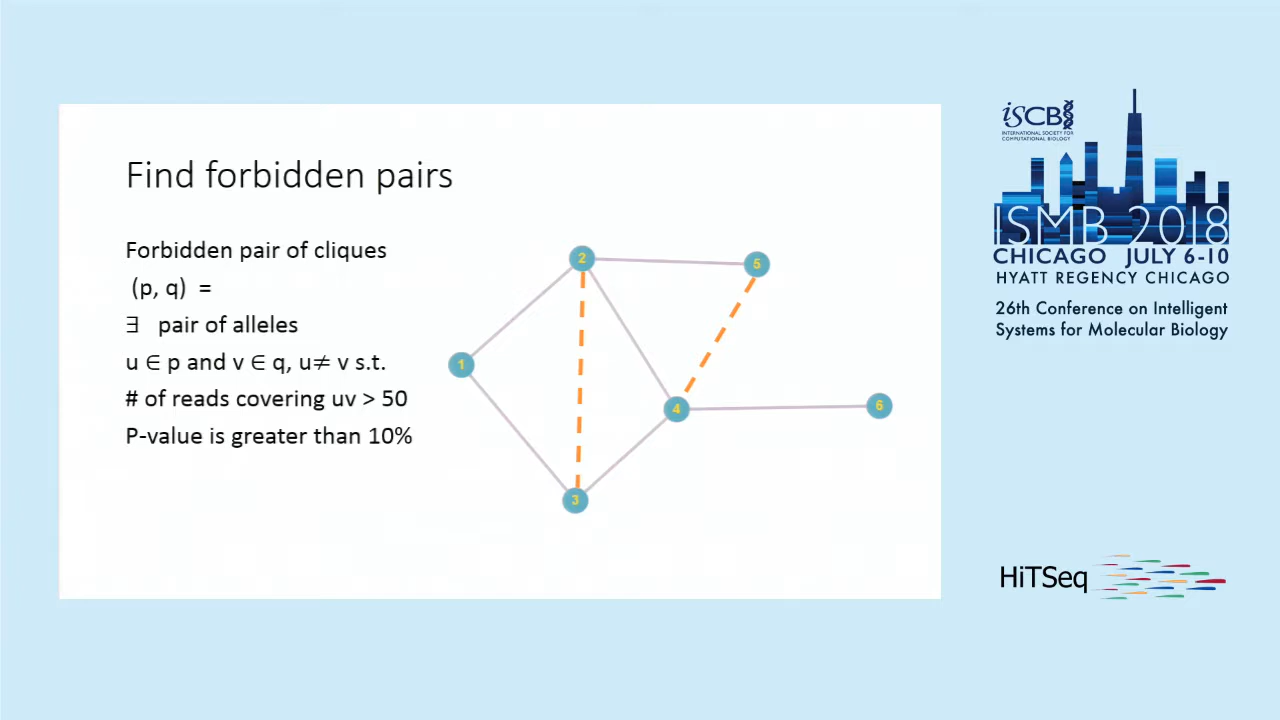 Find forbidden pairs
Forbidden pair of cliques
(p, q) =
∃ pair of alleles
u ∈ p and v ∈ q, u≠ v s.t.
# of reads covering uv > 50
P-value is greater than 10%
1
2
3
4
5
6
iSCB
INTERNATIONAL SOCIETY FOR
COMPUTATIONAL BIOLOGY
ISMB 2018
CHICAGO JULY 6-10
HYATT REGENCY CHICAGO
26th Conference on Intelligent
Systems for Molecular Biology
HiTSeq